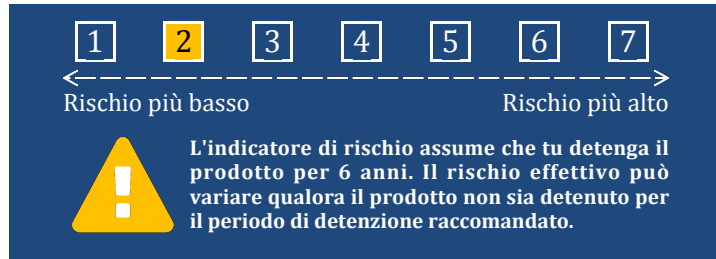 1 2 3 4 5 6 7
Rischio più basso Rischio più alto
L'indicatore di rischio assume che tu detenga il
prodotto per 6 anni. Il rischio effettivo può
variare qualora il prodotto non sia detenuto per
il periodo di detenzione raccomandato.